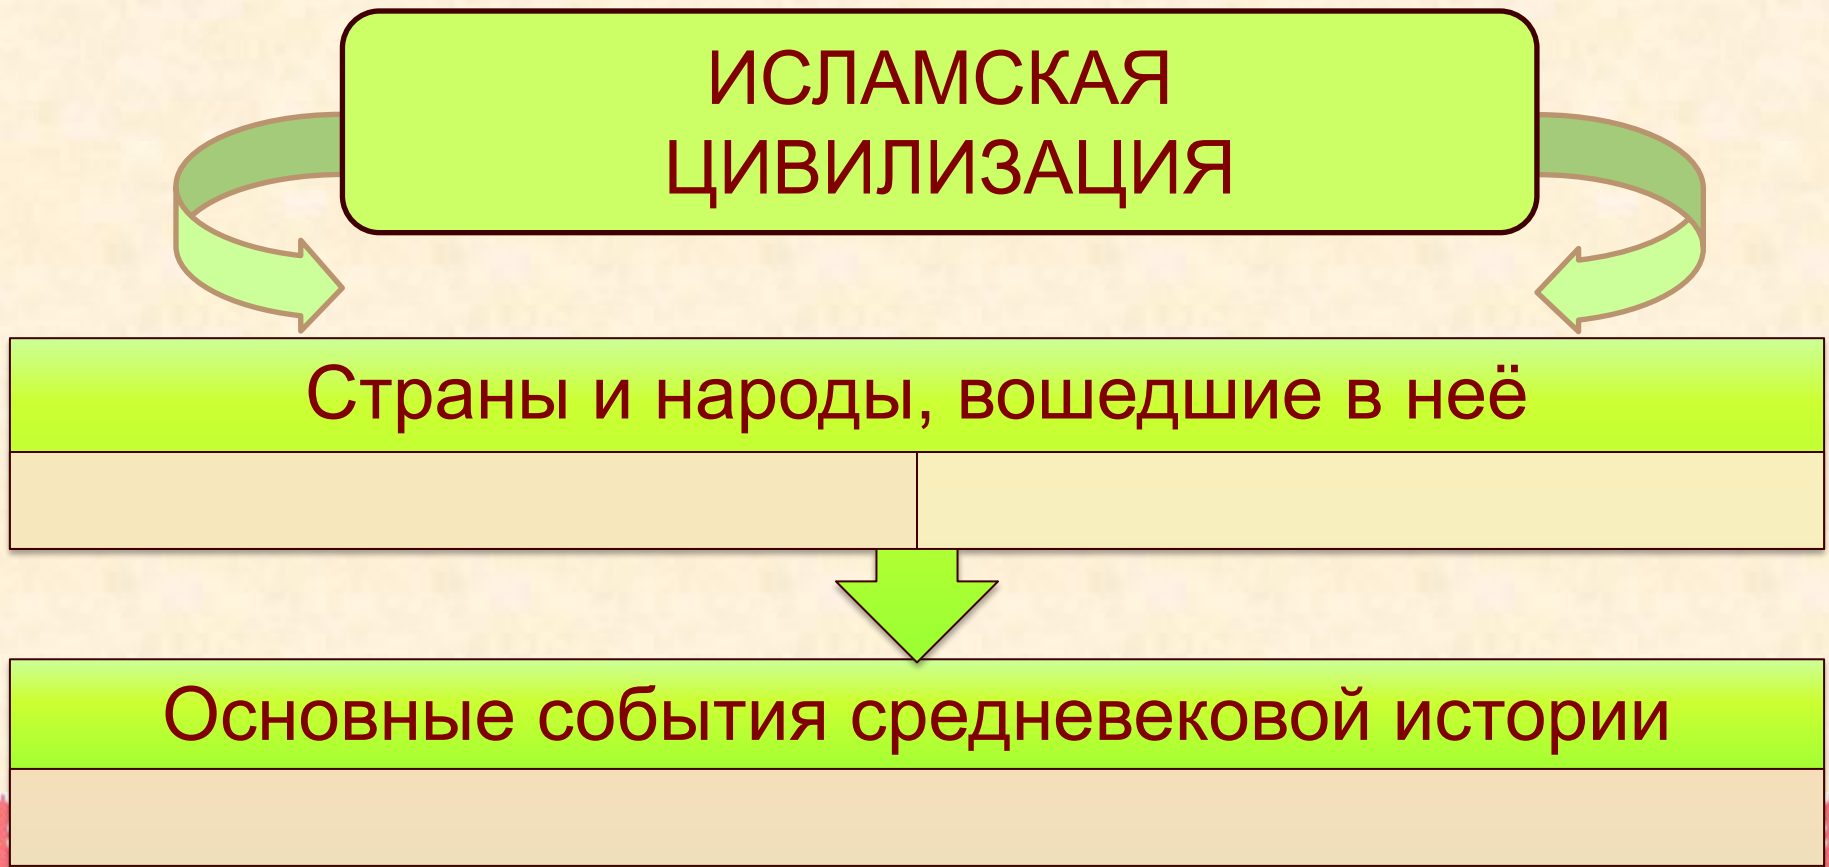 ИСЛАМСКАЯ
ЦИВИЛИЗАЦИЯ
Страны и народы, вошедшие в неё
Основные события средневековой истории